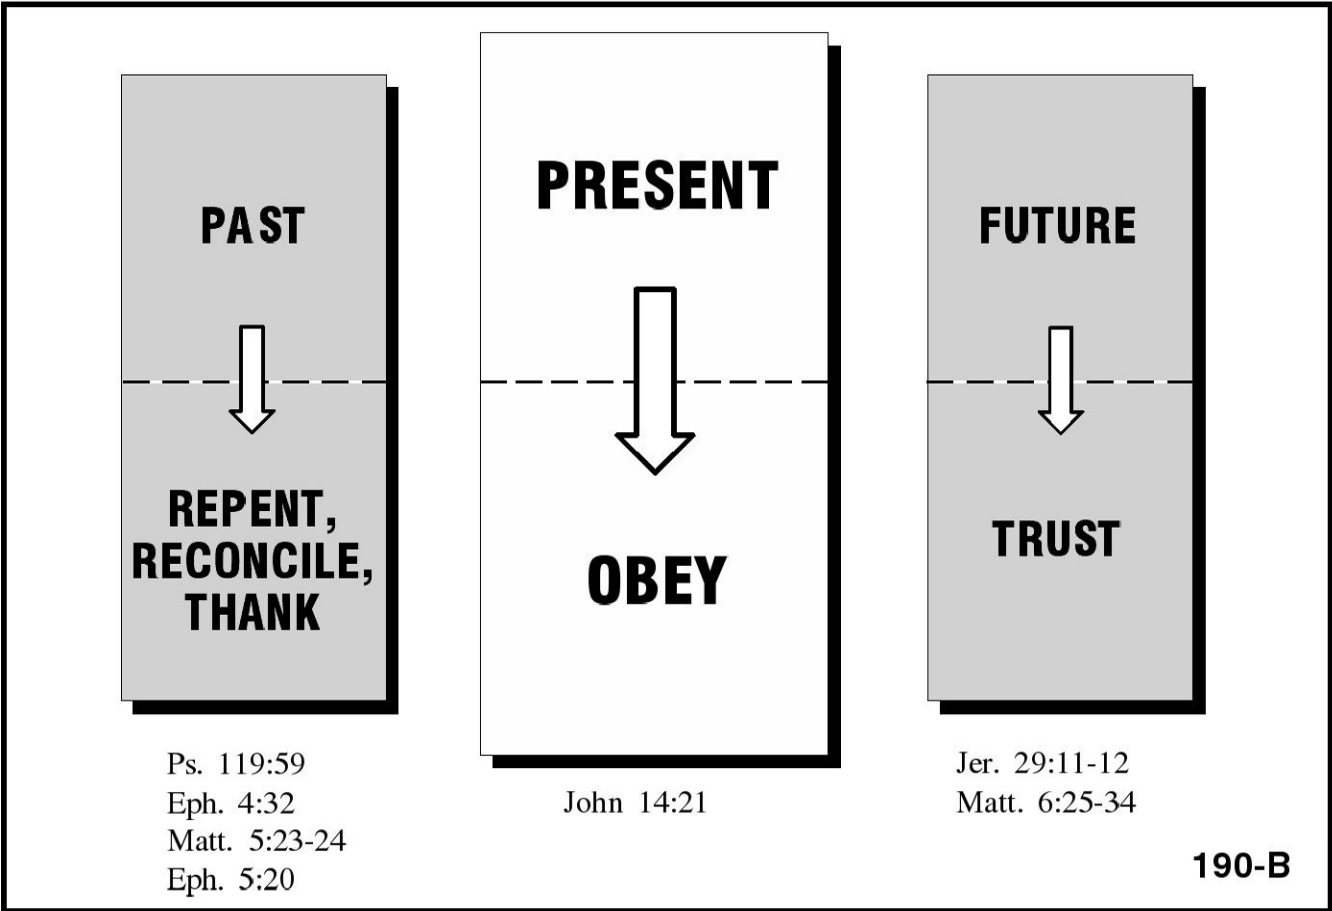 PAST
REPENT,
RECONCILE,
THANK
Ps. 119:59
Eph. 4:32
Matt. 5:23-24
Eph. 5:20
PRESENT
OBEY
John 14:21
FUTURE
TRUST
Jer. 29:11-12
Matt. 6:25-34
190-B